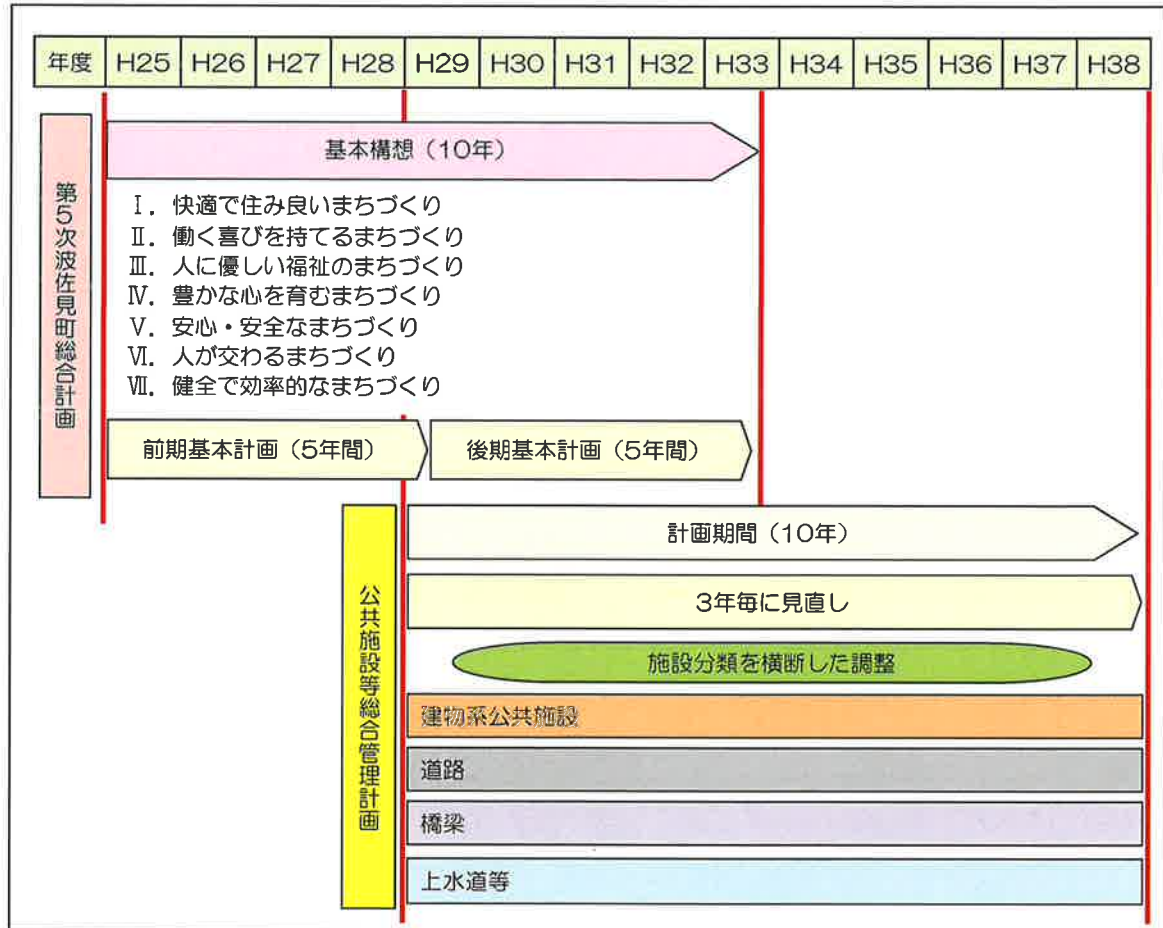 年度 H25 H26 H27 H28 H29 H30 H31 H32 H33 H34 H35 H36 H37 H38
第5次波佐見町総合計画
基本構想（10年）
Ⅰ．快適で住み良いまちづくり
Ⅱ．働く喜びを持てるまちづくり
Ⅲ．人に優しい福祉のまちづくり
Ⅳ．豊かな心を育むまちづくり
Ⅴ．安心・安全なまちづくり
Ⅵ．人が交わるまちづくり
Ⅶ．健全で効率的なまちづくり
前期基本計画（5年間） 後期基本計画（5年間）
公共施設等総合管理計画
計画期間（10年）
3年毎に見直し
施設分類を横断した調整
建物系公共施設
道路
橋梁
上水道等